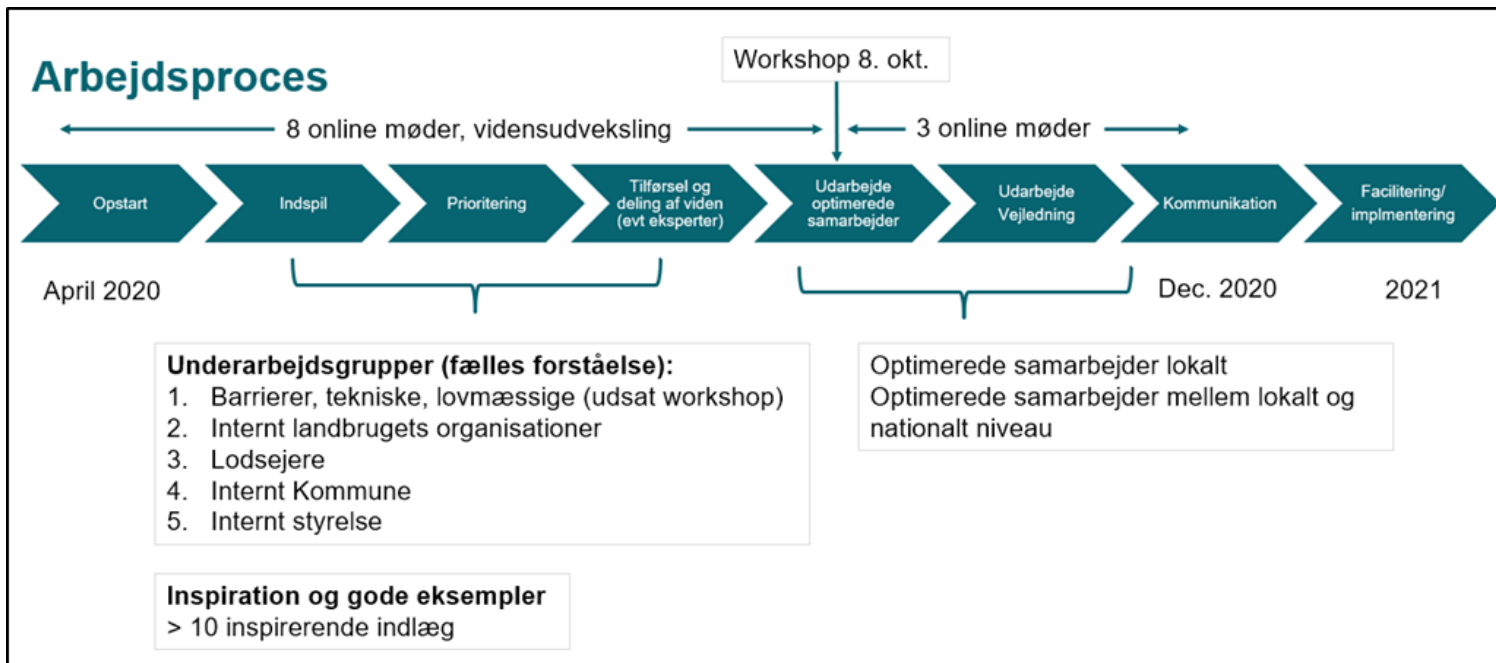 Arbejdsproces
Workshop 8. okt.
8 online møder, vidensudveksling
3 online møder
Opstart
Indspil
Prioritering
Tilførsel og
deling af viden
(evt eksperter)
Udarbejde
optimerede
samarbejder
Udarbejde
Vejledning
Kommunikation
Facilitering/
implmentering
April 2020
Dec. 2020
2021
Underarbejdsgrupper (fælles forståelse):
1. Barrierer, tekniske, lovmæssige (udsat workshop)
2. Internt landbrugets organisationer
3. Lodsejere
4. Internt Kommune
5. Internt styrelse
Optimerede samarbejder lokalt
Optimerede samarbejder mellem lokalt og
nationalt niveau
Inspiration og gode eksempler
> 10 inspirerende indlæg